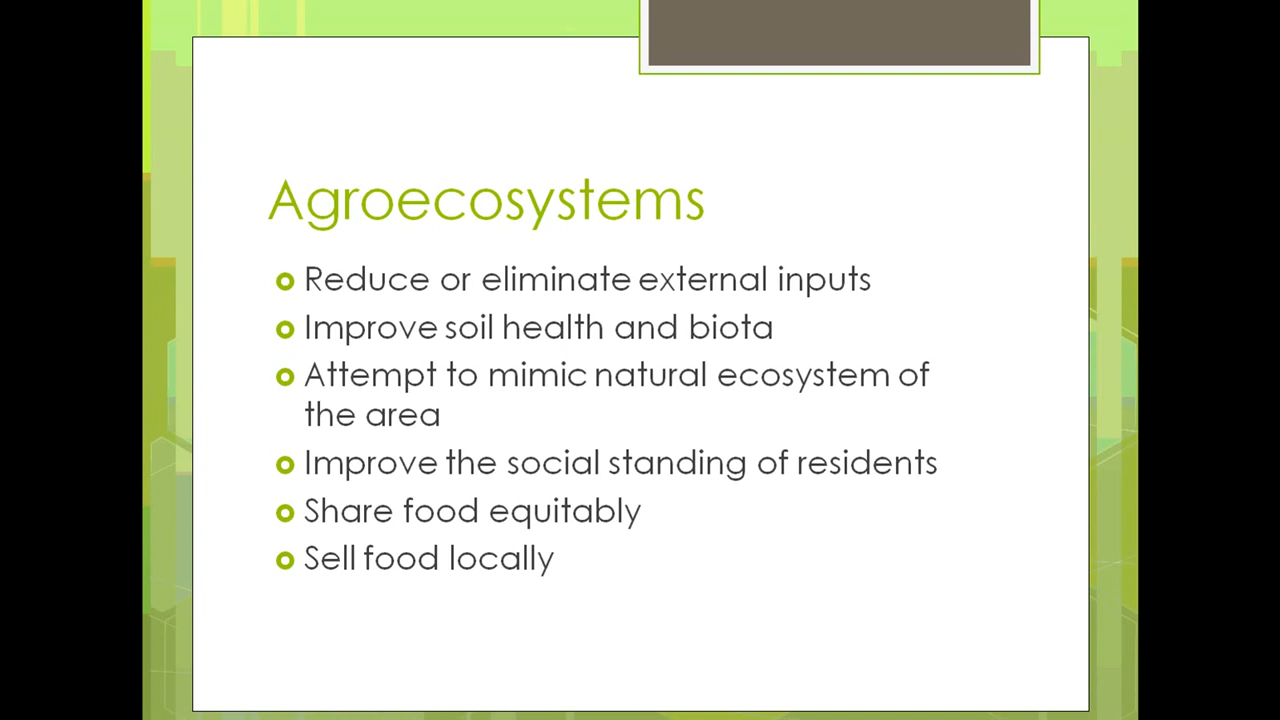 Agroecosystems
Reduce or eliminate external inputs
Improve soil health and biota
Attempt to mimic natural ecosystem of
the area
Improve the social standing of residents
Share food equitably
Sell food locally